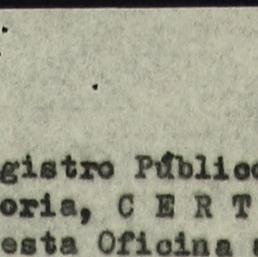 gistro Público
oria, C E R T
esta Oficina